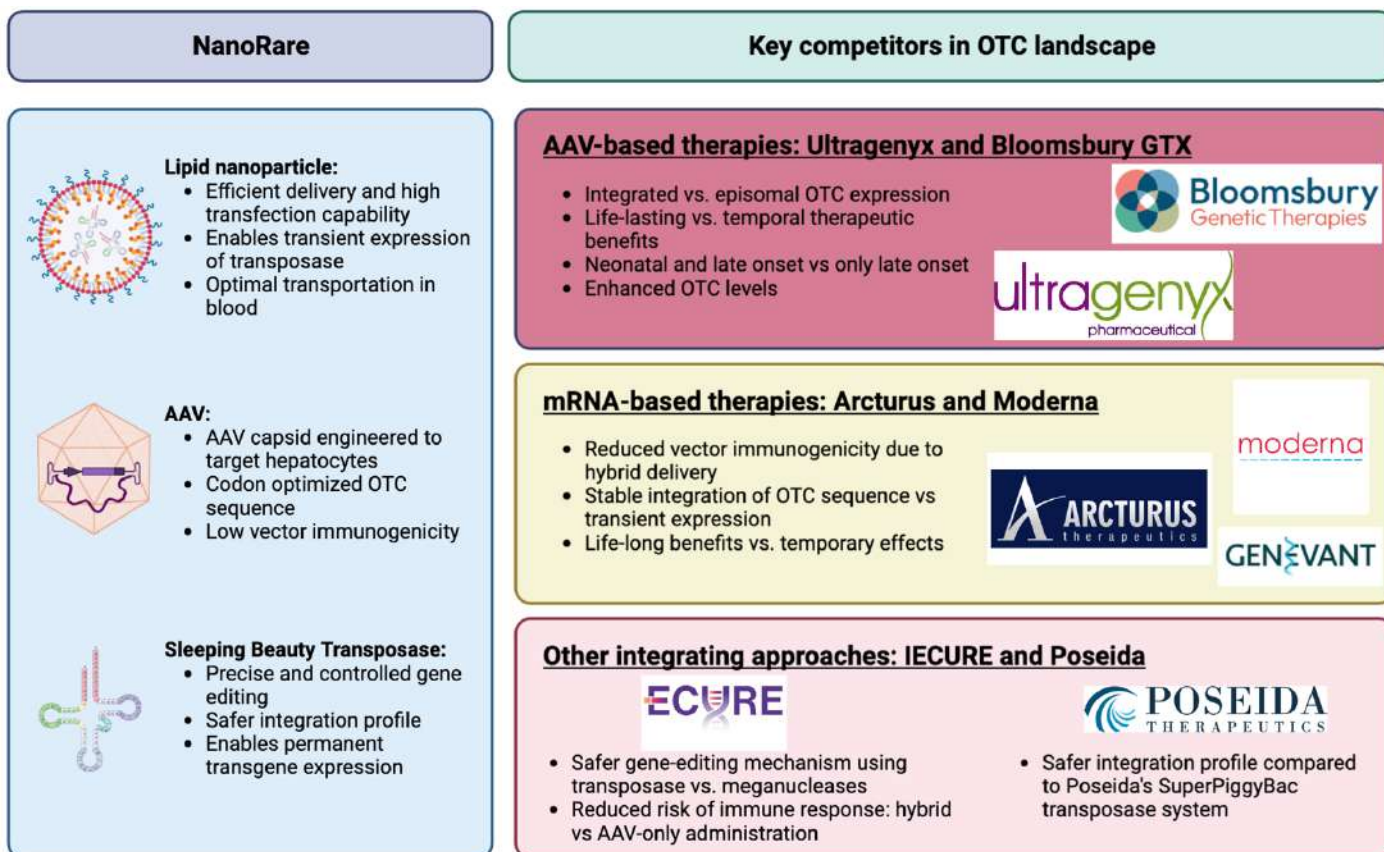 NanoRare
Key competitors in OTC landscape
Lipid nanoparticle:
• Efficient delivery and high
transfection capability
• Enables transient expression
of transposase
• Optimal transportation in
blood
AAV:
• AAV capsid engineered to
target hepatocytes
• Codon optimized OTC
sequence
• Low vector immunogenicity
Sleeping Beauty Transposase:
• Precise and controlled gene
editing
• Safer integration profile
• Enables permanent
transgene expression
AAV-based therapies: Ultragenyx and Bloomsbury GTX
• Integrated vs. episomal OTC expression
• Life-lasting vs. temporal therapeutic
benefits
• Neonatal and late onset vs only late onset
• Enhanced OTC levels
Bloomsbury
Genetic Therapies
ultragenyx
pharmaceutical
mRNA-based therapies: Arcturus and Moderna
• Reduced vector immunogenicity due to
hybrid delivery
• Stable integration of OTC sequence vs
transient expression
• Life-long benefits vs. temporary effects
moderna
ARCTURUS
therapeutics
GENEVANT
Other integrating approaches: IECURE and Poseida
ECURE
• Safer gene-editing mechanism using
transposase vs. meganucleases
• Reduced risk of immune response: hybrid
vs AAV-only administration
POSEIDA
THERAPEUTICS
• Safer integration profile compared
to Poseida's SuperPiggyBac
transposase system